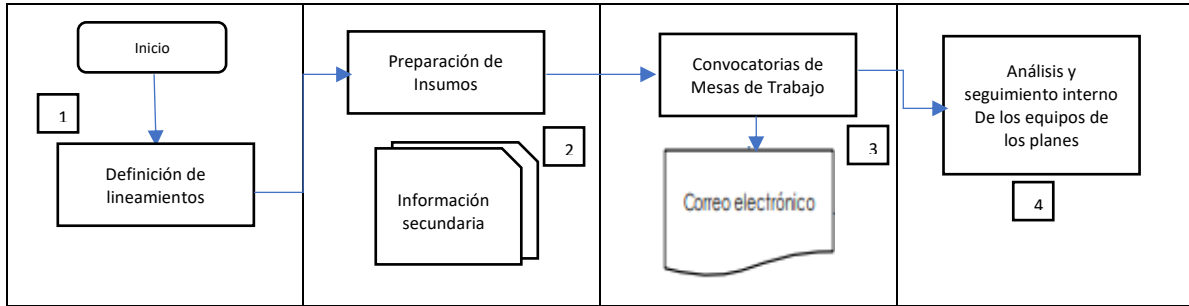 Inicio
1
Definición de
lineamientos
Preparación de
Insumos
2
Información
secundaria
Convocatorias de
Mesas de Trabajo
3
Correo electrónico
Análisis y
seguimiento interno
De los equipos de
los planes
4